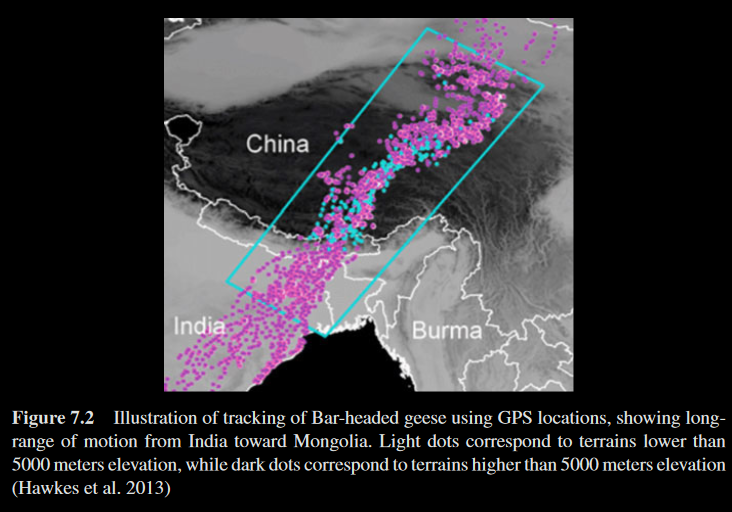 China
India
Burma
Figure 7.2 Illustration of tracking of Bar-headed geese using GPS locations, showing long-
range of motion from India toward Mongolia. Light dots correspond to terrains lower than
5000 meters elevation, while dark dots correspond to terrains higher than 5000 meters elevation
(Hawkes et al. 2013)